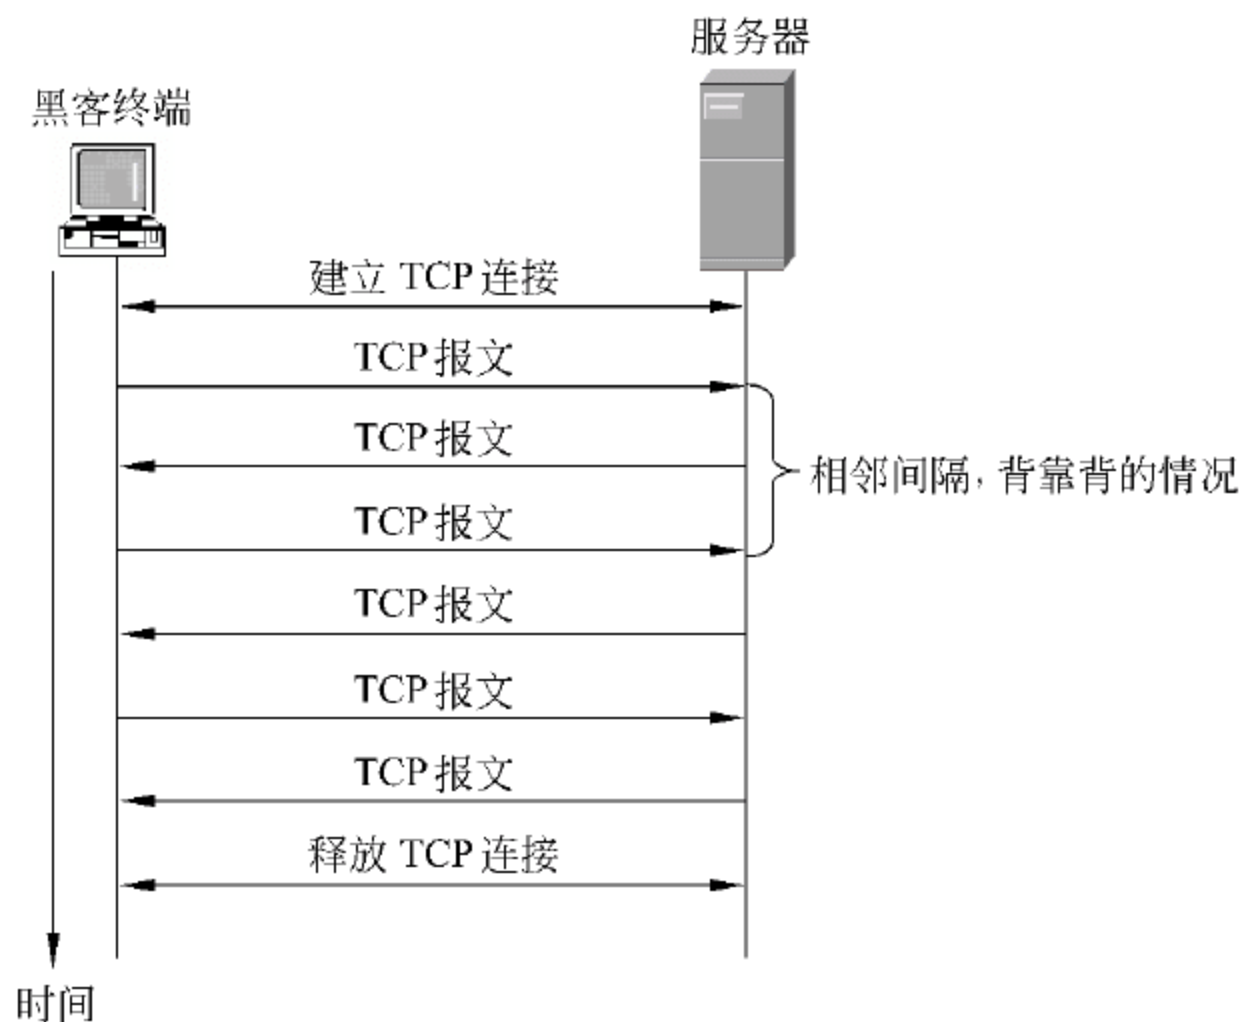 服务器
黑客终端
建立 TCP 连接
TCP 报文
TCP 报文
相邻间隔，背靠背的情况
TCP 报文
TCP 报文
TCP 报文
TCP 报文
释放 TCP 连接
时间